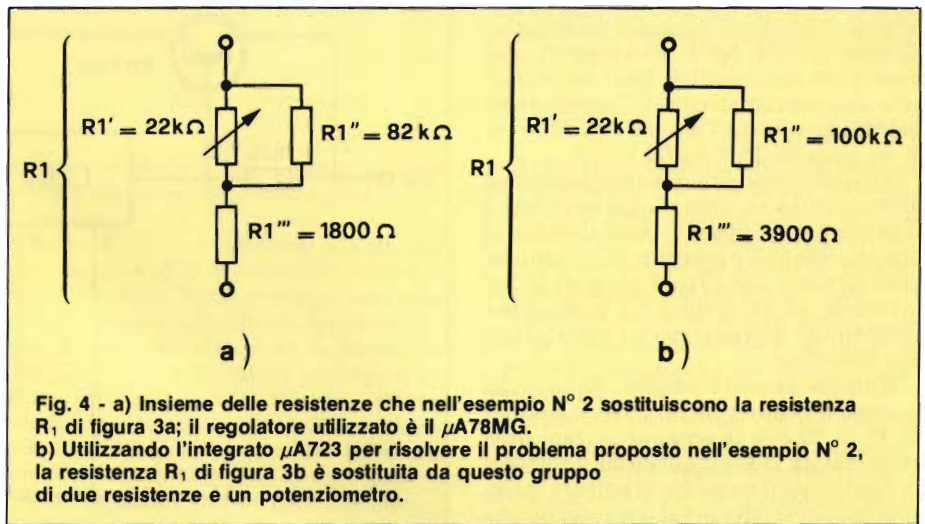 R1
R1' = 22kΩ
R1'' = 82kΩ
R1''' = 1800 Ω
a)
R1
R1' = 22kΩ
R1'' = 100kΩ
R1''' = 3900 Ω
b)
Fig. 4 - a) Insieme delle resistenze che nell'esempio N° 2 sostituiscono la resistenza
R₁ di figura 3a; il regolatore utilizzato è il µA78MG.
b) Utilizzando l'integrato µA723 per risolvere il problema proposto nell'esempio N° 2,
la resistenza R₁ di figura 3b è sostituita da questo gruppo
di due resistenze e un potenziometro.